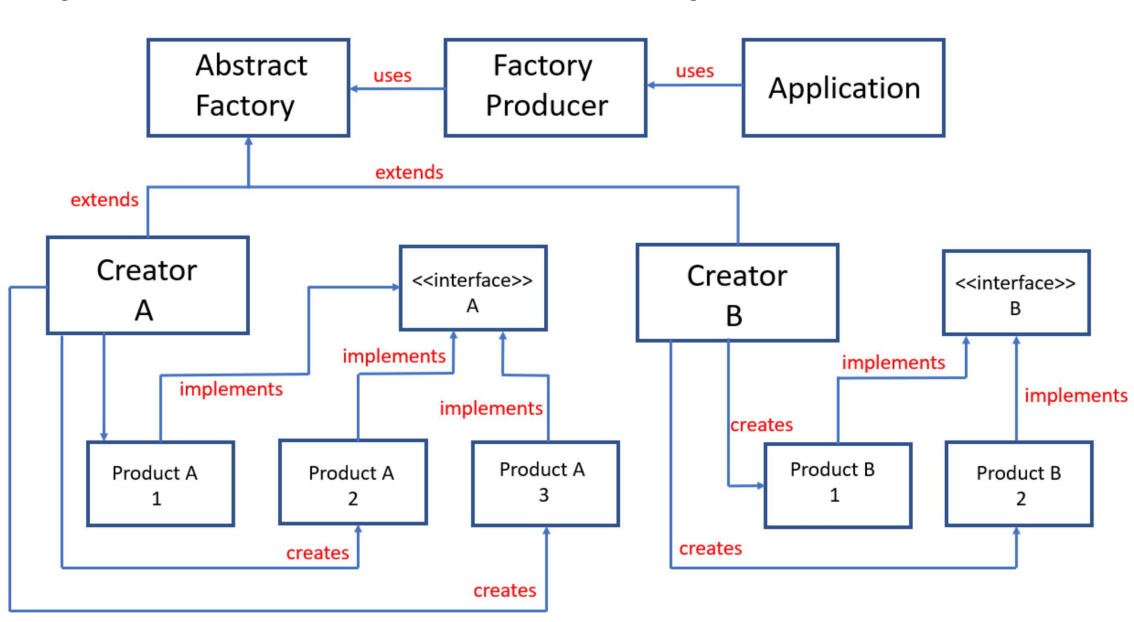 Abstract
Factory
uses
Factory
Producer
uses
Application
extends
extends
Creator
A
<<interface>>
A
Creator
B
<<interface>>
B
implements
implements
implements
implements
implements
creates
Product A
1
Product A
2
Product A
3
Product B
1
Product B
2
creates
creates
creates